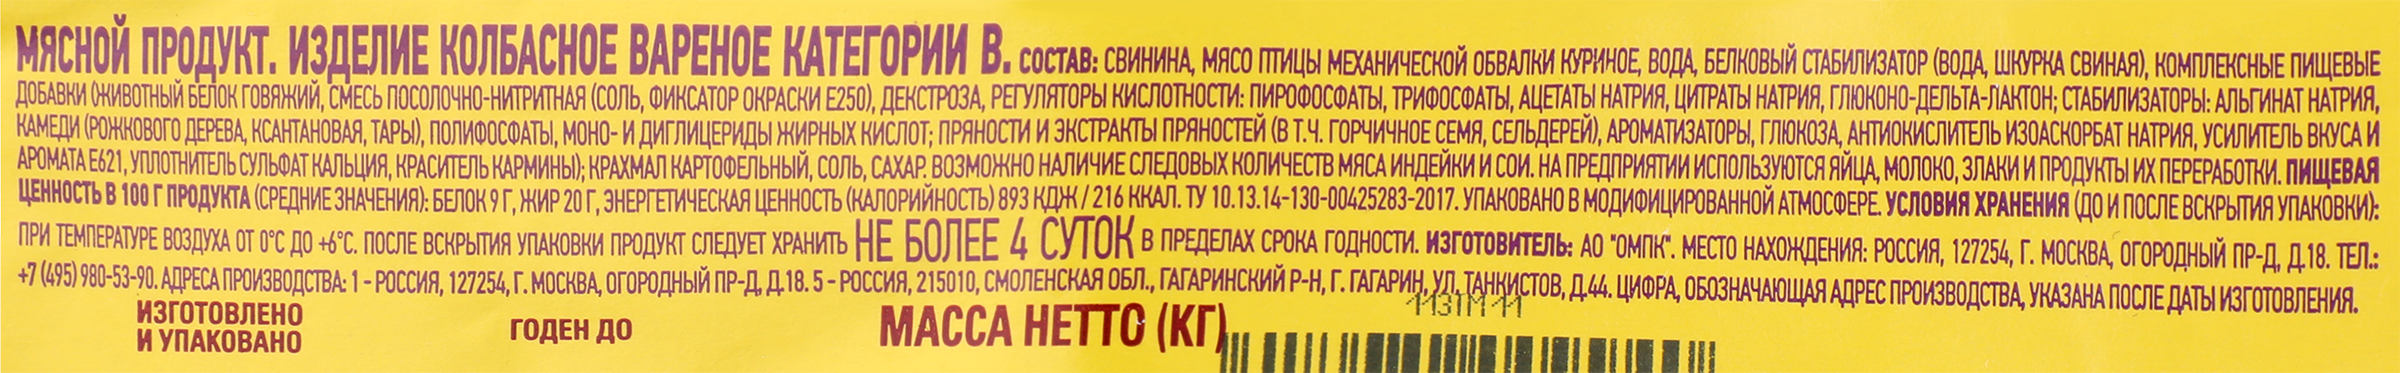 МЯСНОЙ ПРОДУКТ. ИЗДЕЛИЕ КОЛБАСНОЕ ВАРЕНОЕ КАТЕГОРИИ В. СОСТАВ: СВИНИНА, МЯСО ПТИЦЫ МЕХАНИЧЕСКОЙ ОБВАЛКИ КУРИНОЕ, ВОДА, БЕЛКОВЫЙ СТАБИЛИЗАТОР (ВОДА, ШКУРКА СВИНАЯ), КОМПЛЕКСНЫЕ ПИЩЕВЫЕ
ДОБАВКИ (ЖИВОТНЫЙ БЕЛОК ГОВЯЖИЙ, СМЕСЬ ПОСОЛОЧНО-НИТРИТНАЯ (СОЛЬ, ФИКСАТОР ОКРАСКИ Е250), ДЕКСТРОЗА, РЕГУЛЯТОРЫ КИСЛОТНОСТИ: ПИРОФОСФАТЫ, ТРИФОСФАТЫ, АЦЕТАТЫ НАТРИЯ, ЦИТРАТЫ НАТРИЯ, ГЛЮКОНО-ДЕЛЬТА-ЛАКТОН; СТАБИЛИЗАТОРЫ: АЛЬГИНАТ НАТРИЯ,
КАМЕДИ (РОЖКОВОГО ДЕРЕВА, КСАНТАНОВАЯ, ТАРЫ), ПОЛИФОСФАТЫ, МОНО- И ДИГЛИЦЕРИДЫ ЖИРНЫХ КИСЛОТ; ПРЯНОСТИ И ЭКСТРАКТЫ ПРЯНОСТЕЙ (В Т.Ч. ГОРЧИЧНОЕ СЕМЯ, СЕЛЬДЕРЕЙ), АРОМАТИЗАТОРЫ, ГЛЮКОЗА, АНТИОКИСЛИТЕЛЬ ИЗОАСКОРБАТ НАТРИЯ, УСИЛИТЕЛЬ ВКУСА И
АРОМАТА Е621, УПЛОТНИТЕЛЬ СУЛЬФАТ КАЛЬЦИЯ, КРАСИТЕЛЬ КАРМИНЫ); КРАХМАЛ КАРТОФЕЛЬНЫЙ, СОЛЬ, САХАР. ВОЗМОЖНО НАЛИЧИЕ СЛЕДОВЫХ КОЛИЧЕСТВ МЯСА ИНДЕЙКИ И СОИ. НА ПРЕДПРИЯТИИ ИСПОЛЬЗУЮТСЯ ЯЙЦА, МОЛОКО, ЗЛАКИ И ПРОДУКТЫ ИХ ПЕРЕРАБОТКИ. ПИЩЕВАЯ
ЦЕННОСТЬ В 100 Г ПРОДУКТА (СРЕДНИЕ ЗНАЧЕНИЯ): БЕЛОК 9 Г, ЖИР 20 Г, ЭНЕРГЕТИЧЕСКАЯ ЦЕННОСТЬ (КАЛОРИЙНОСТЬ) 893 КДЖ / 216 ККАЛ. ТУ 10.13.14-130-00425283-2017. УПАКОВАНО В МОДИФИЦИРОВАННОЙ АТМОСФЕРЕ. УСЛОВИЯ ХРАНЕНИЯ (ДО И ПОСЛЕ ВСКРЫТИЯ УПАКОВКИ):
ПРИ ТЕМПЕРАТУРЕ ВОЗДУХА ОТ 0°С ДО +6°С. ПОСЛЕ ВСКРЫТИЯ УПАКОВКИ ПРОДУКТ СЛЕДУЕТ ХРАНИТЬ НЕ БОЛЕЕ 4 СУТОК В ПРЕДЕЛАХ СРОКА ГОДНОСТИ. ИЗГОТОВИТЕЛЬ: АО "ОМПК". МЕСТО НАХОЖДЕНИЯ: РОССИЯ, 127254, Г. МОСКВА, ОГОРОДНЫЙ ПР-Д, Д.18. ТЕЛ.:
+7 (495) 980-53-90. АДРЕСА ПРОИЗВОДСТВА: 1 - РОССИЯ, 127254, Г. МОСКВА, ОГОРОДНЫЙ ПР-Д, Д.18. 5 - РОССИЯ, 215010, СМОЛЕНСКАЯ ОБЛ., ГАГАРИНСКИЙ Р-Н, Г. ГАГАРИН, УЛ. ТАНКИСТОВ, Д.44. ЦИФРА, ОБОЗНАЧАЮЩАЯ АДРЕС ПРОИЗВОДСТВА, УКАЗАНА ПОСЛЕ ДАТЫ ИЗГОТОВЛЕНИЯ.
ИЗГОТОВЛЕНО
И УПАКОВАНО
ГОДЕН ДО
МАССА НЕТТО (КГ)